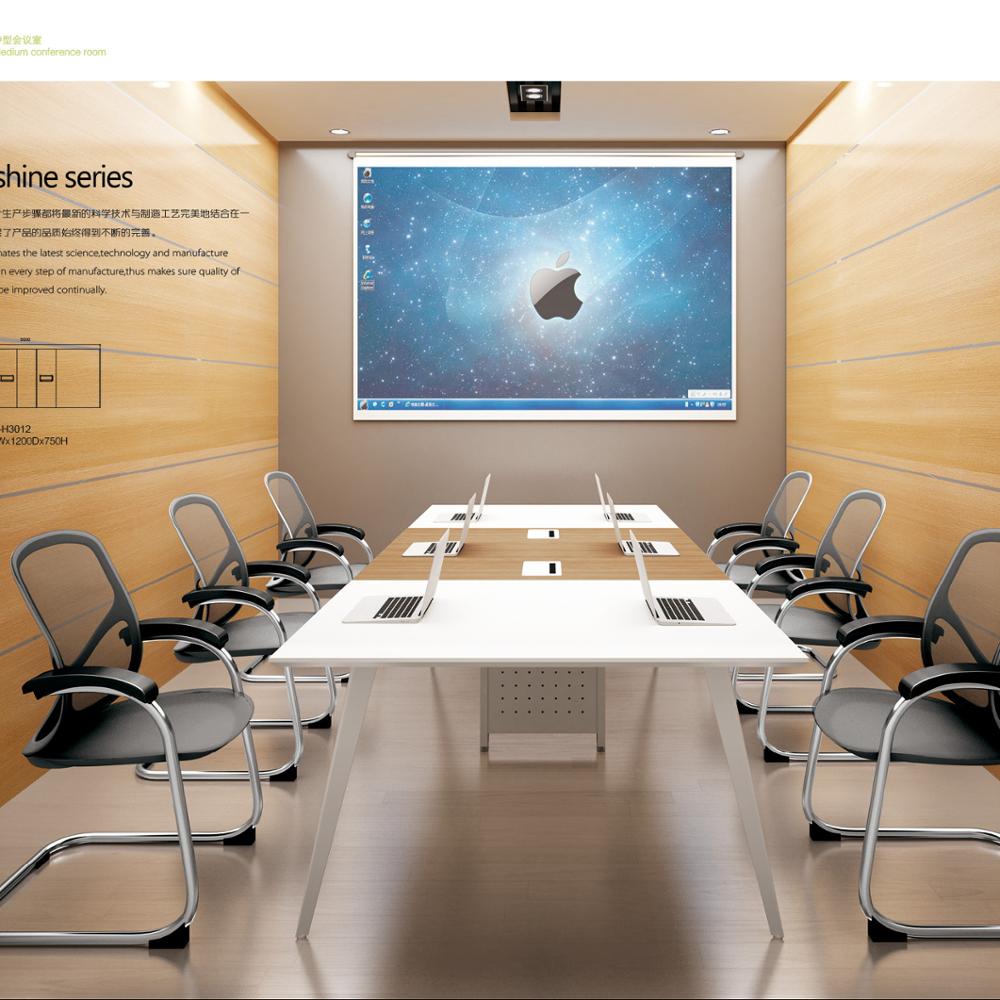 型会议室
edium conference room
shine series
生产步骤都将最新的科学技术与制造工艺完美地结合在一
了产品的品质始终得到不断的完善。
nates the latest science,technology and manufacture
n every step of manufacture,thus makes sure quality of
be improved continually.
-H3012
Wx1200Dx750H